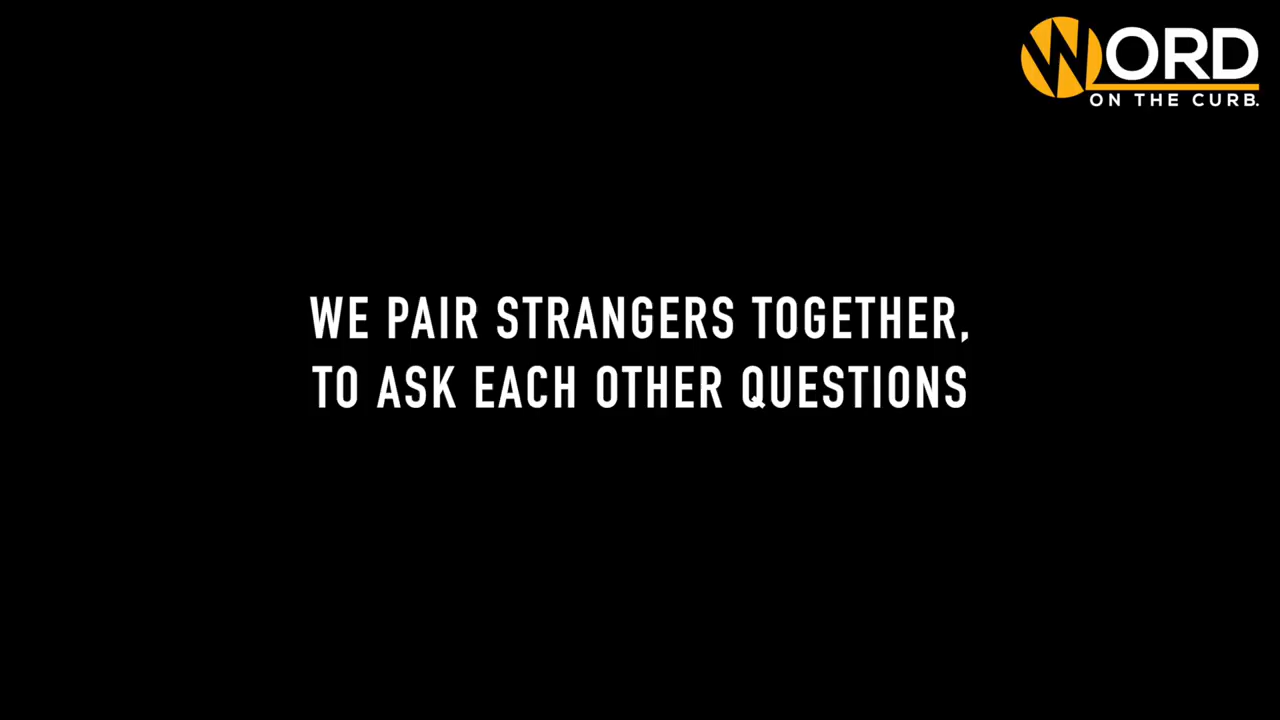 WORD
ON THE CURB.
WE PAIR STRANGERS TOGETHER,
TO ASK EACH OTHER QUESTIONS